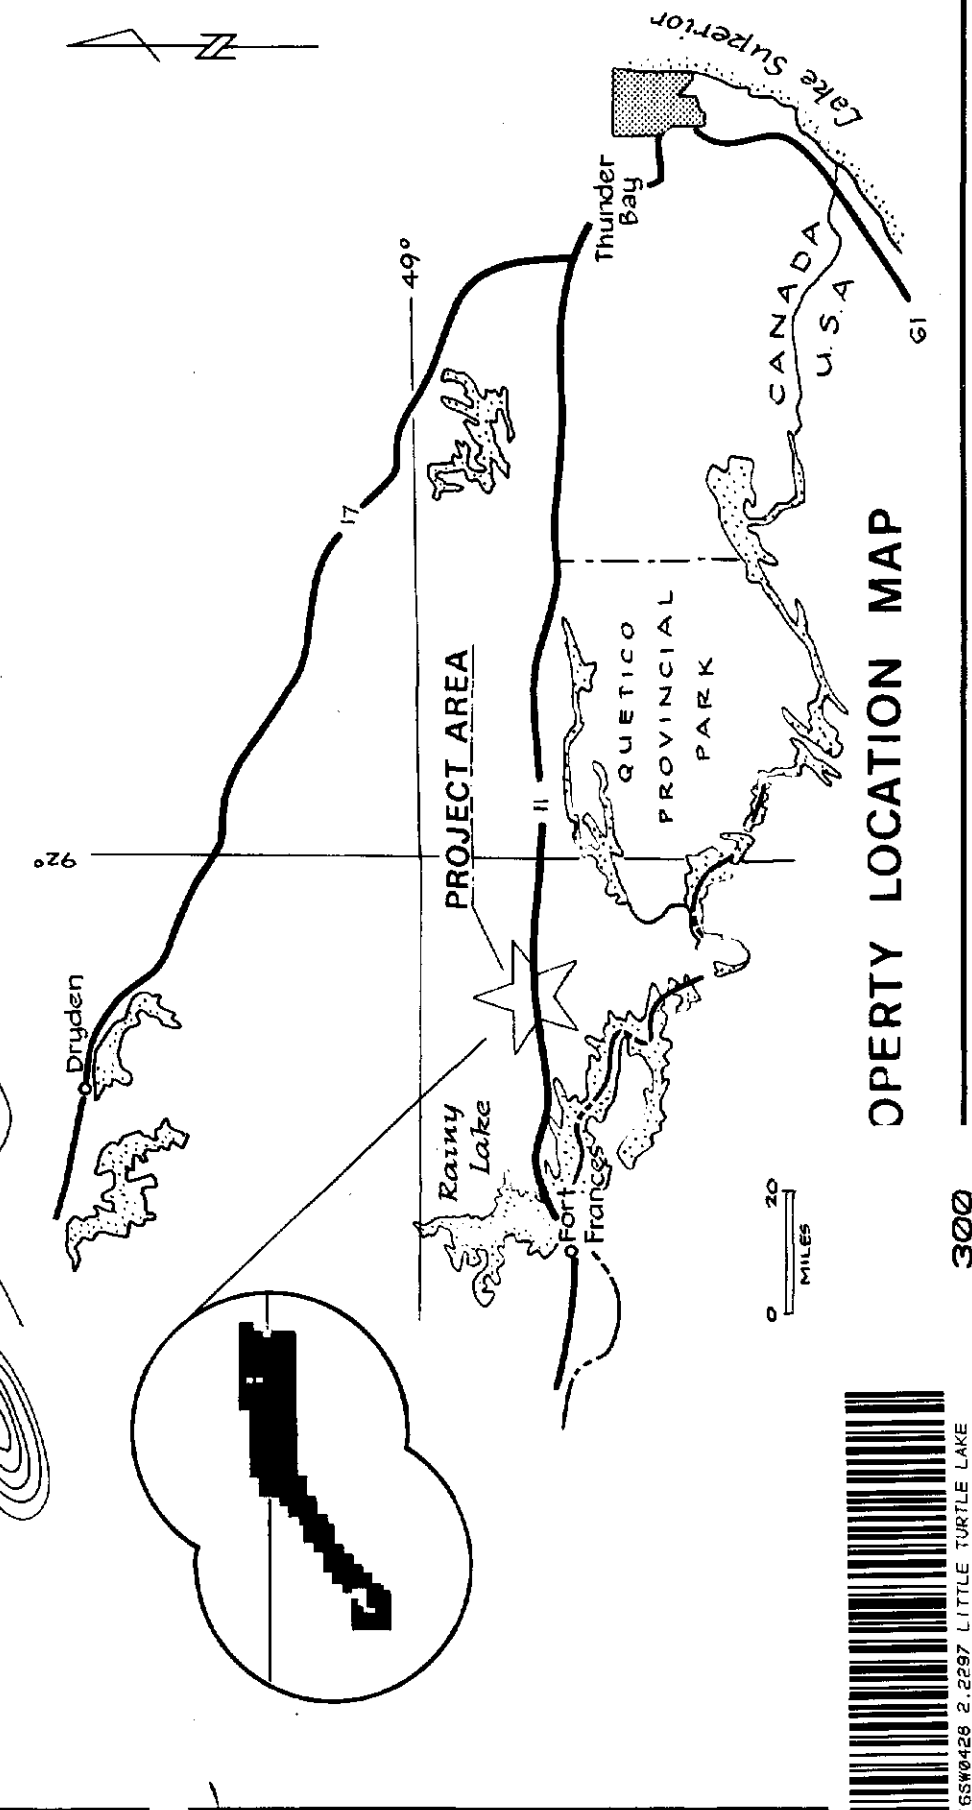 N
Lake Superior
Thunder
Bay
49°
CANADA
U.S.A
61
17
PROJECT AREA
11
QUETICO
PROVINCIAL
PARK
92°
Dryden
Rainy
Lake
Fort
Frances
0 20
MILES
OPERTY LOCATION MAP
300
6SW0428 2.2297 LITTLE TURTLE LAKE